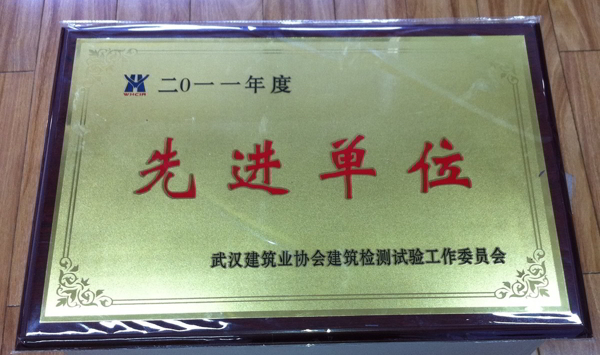 二0一一年度
先进单位
武汉建筑业协会建筑检测试验工作委员会